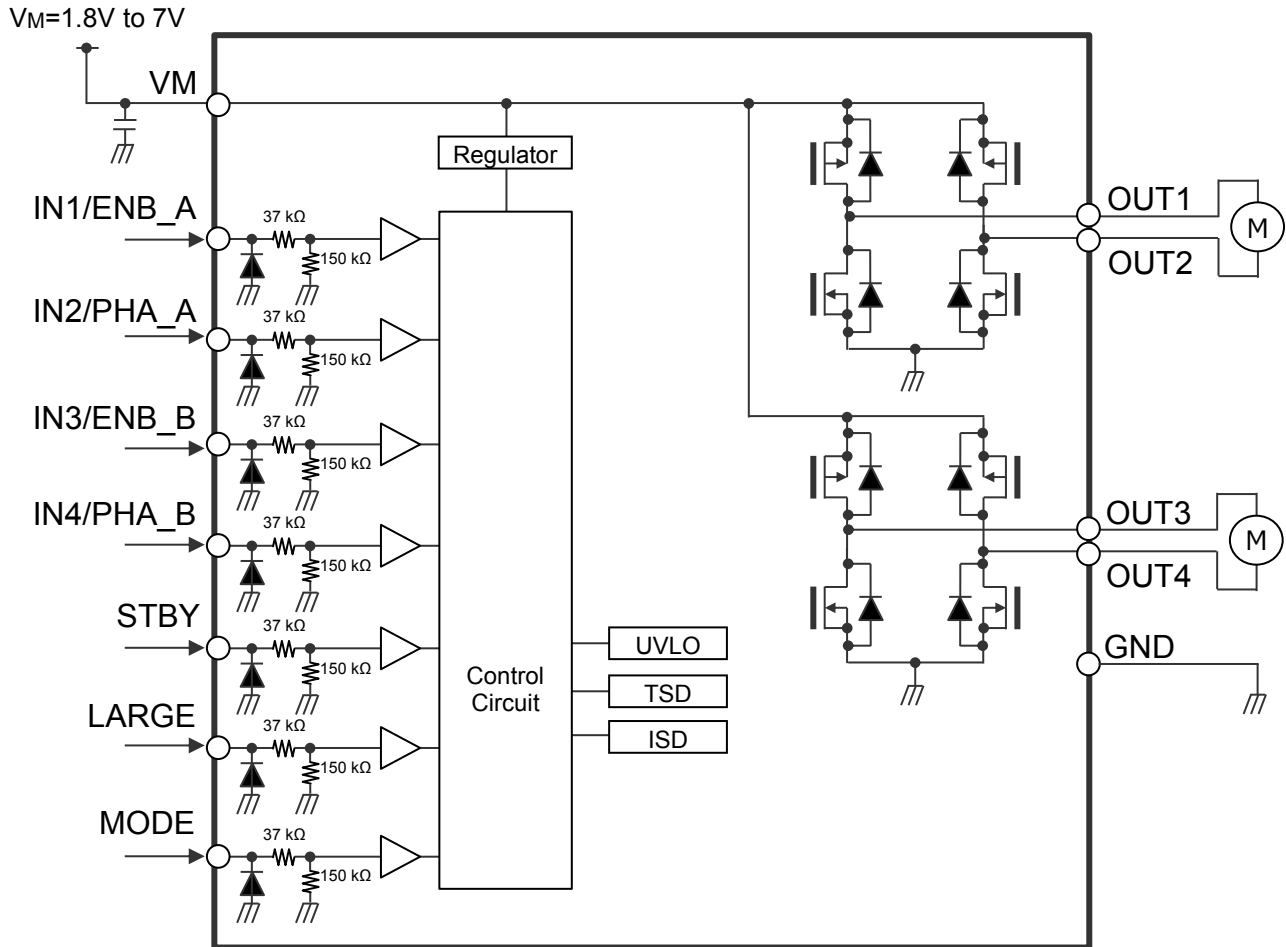 VM=1.8V to 7V
VM
Regulator
IN1/ENB_A
37 kΩ
150 kΩ
OUT1
M
OUT2
IN2/PHA_A
37 kΩ
150 kΩ
IN3/ENB_B
37 kΩ
150 kΩ
IN4/PHA_B
37 kΩ
150 kΩ
OUT3
M
OUT4
STBY
37 kΩ
150 kΩ
Control
Circuit
UVLO
TSD
ISD
GND
LARGE
37 kΩ
150 kΩ
MODE
37 kΩ
150 kΩ